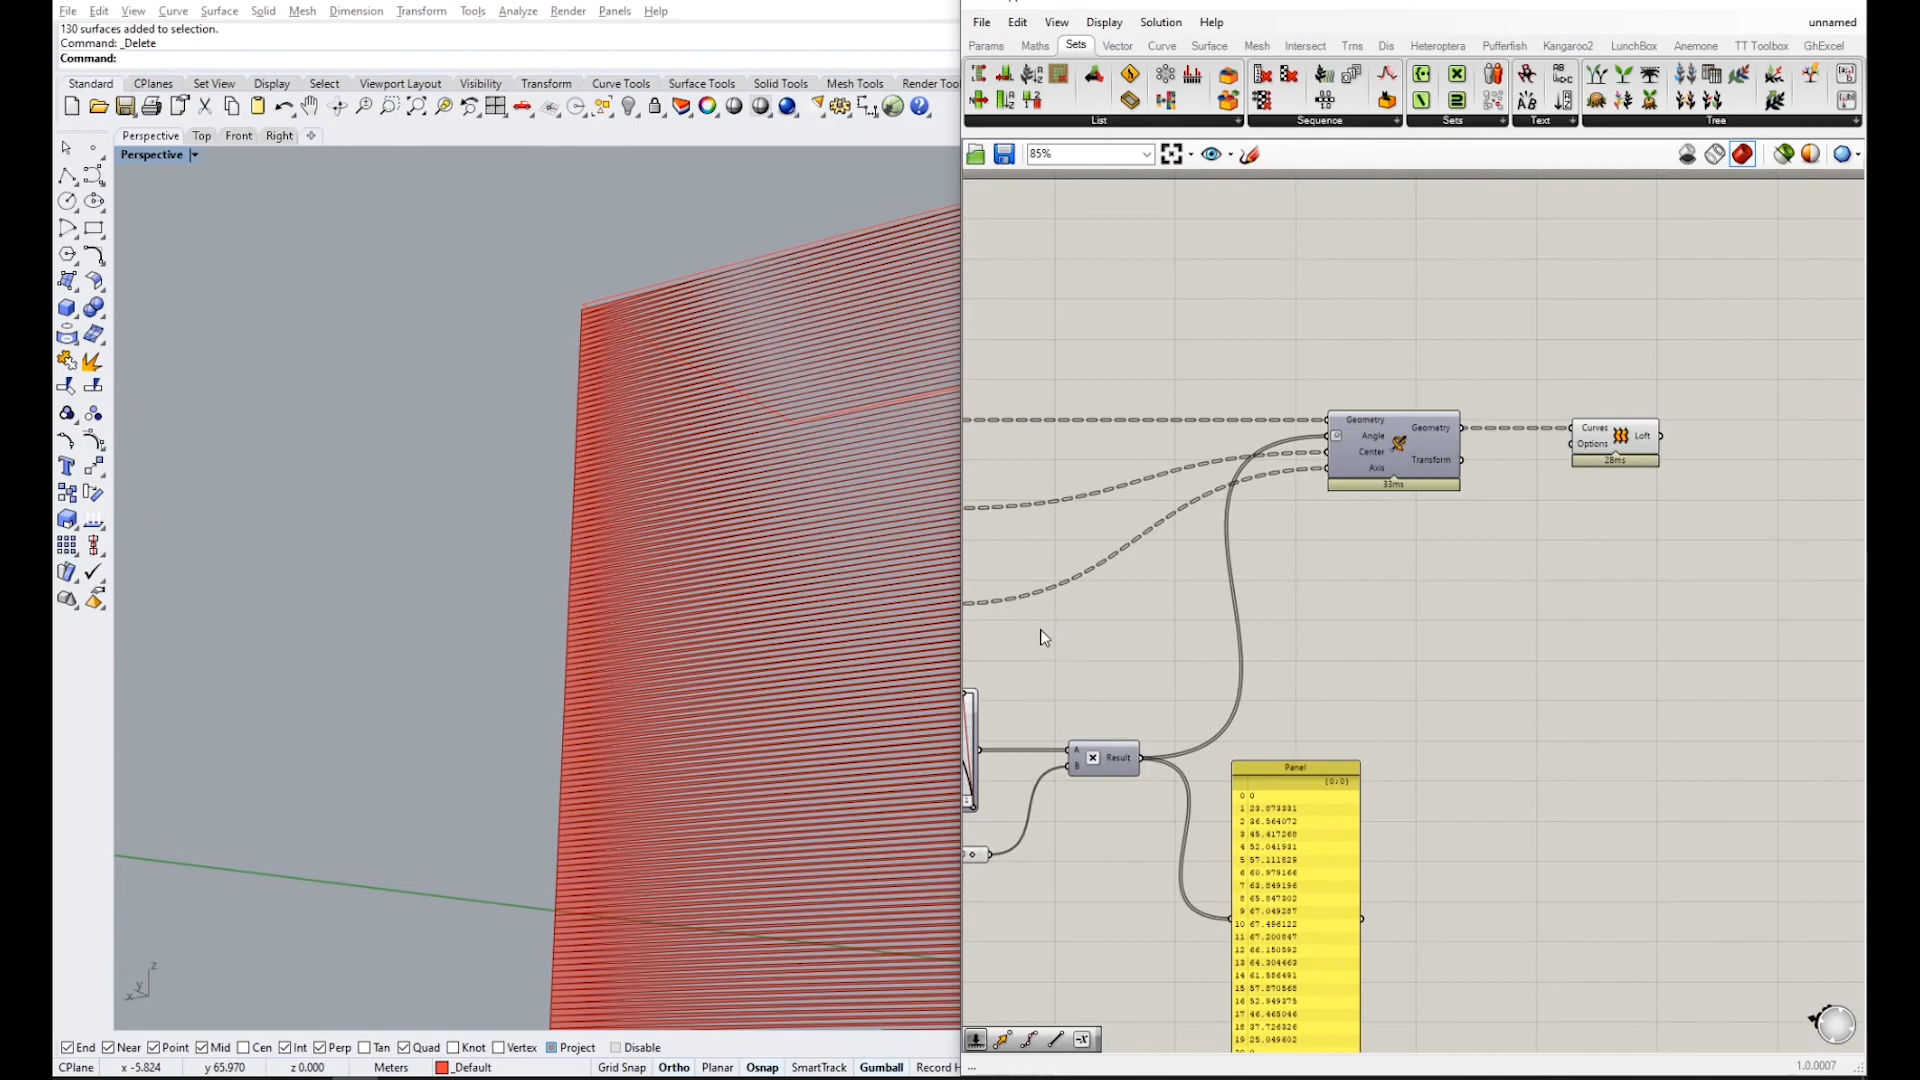 File Edit View Curve Surface Solid Mesh Dimension Transform Tools Analyze Render Panels Help
130 surfaces added to selection.
Command: _Delete
Command:
Standard CPlanes Set View Display Select Viewport Layout Visibility Transform Curve Tools Surface Tools Solid Tools Mesh Tools Render Too
Perspective Top Front Right
Perspective
z
y
x
End Near Point Mid Cen Int Perp Tan Quad Knot Vertex Project Disable
CPlane x -5.824 y 65.970 z 0.000 Meters _Default Grid Snap Ortho Planar Osnap SmartTrack Gumball Record H
File Edit View Display Solution Help unnamed
Params Maths Sets Vector Curve Surface Mesh Intersect Trns Dis Heteroptera Pufferfish Kangaroo2 LunchBox Anemone TT Toolbox GhExcel
List Sequence Sets Text Tree
85%
Geometry
Angle
Center
Axis
Geometry
Transform
33ms
Curves
Options
Loft
28ms
A
B
Result
Panel
{0;0}
0 0
1 23.873331
2 36.564072
3 45.417268
4 52.041931
5 57.111829
6 60.979166
7 63.849196
8 65.847302
9 67.049287
10 67.496122
11 67.200847
12 66.150592
13 64.304463
14 61.586491
15 57.870568
16 52.949375
17 46.465046
18 37.726326
19 25.049602
1.0.0007